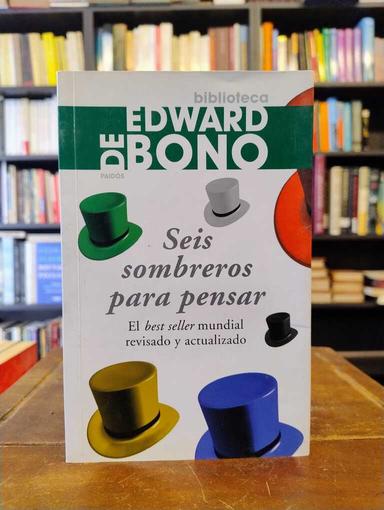 biblioteca
EDWARD
DE BONO
PAIDÓS
Seis
sombreros
para pensar
El best seller mundial
revisado y actualizado